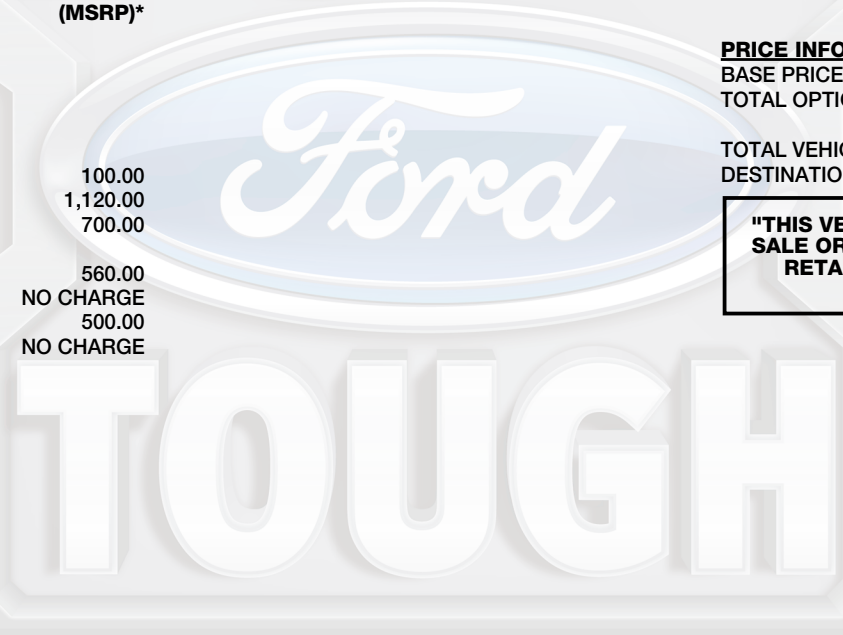 (MSRP)*
100.00
1,120.00
700.00
560.00
NO CHARGE
500.00
NO CHARGE
PRICE INFO
BASE PRICE
TOTAL OPTI
TOTAL VEHIC
DESTINATIO
"THIS VE
SALE OR
RETA
Ford
TOUGH